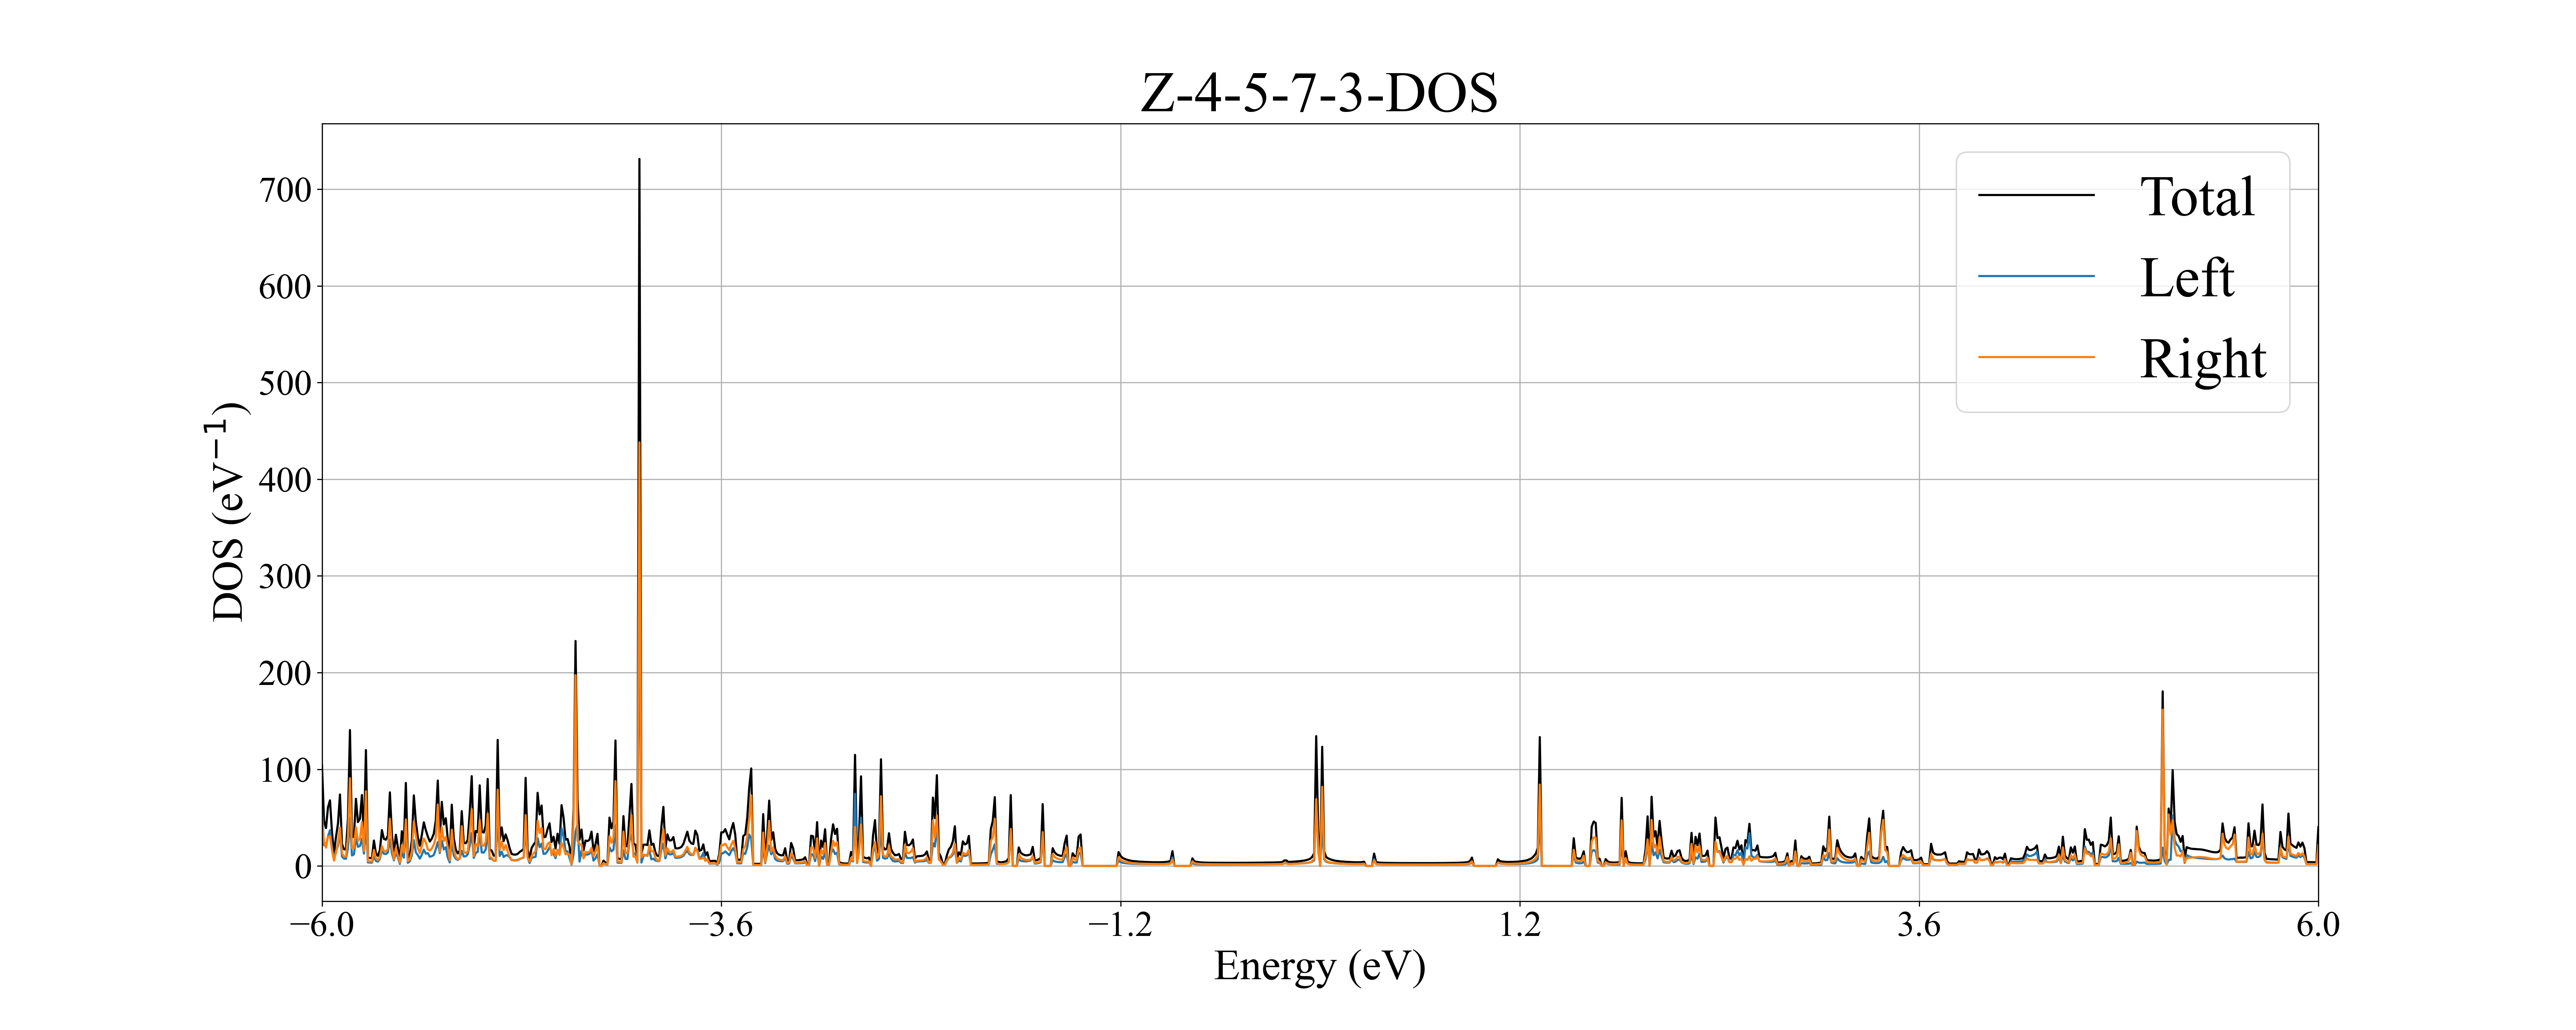 Z-4-5-7-3-DOS
Total
Left
Right
DOS (eV⁻¹)
700
600
500
400
300
200
100
0
−6.0 −3.6 −1.2 1.2 3.6 6.0
Energy (eV)